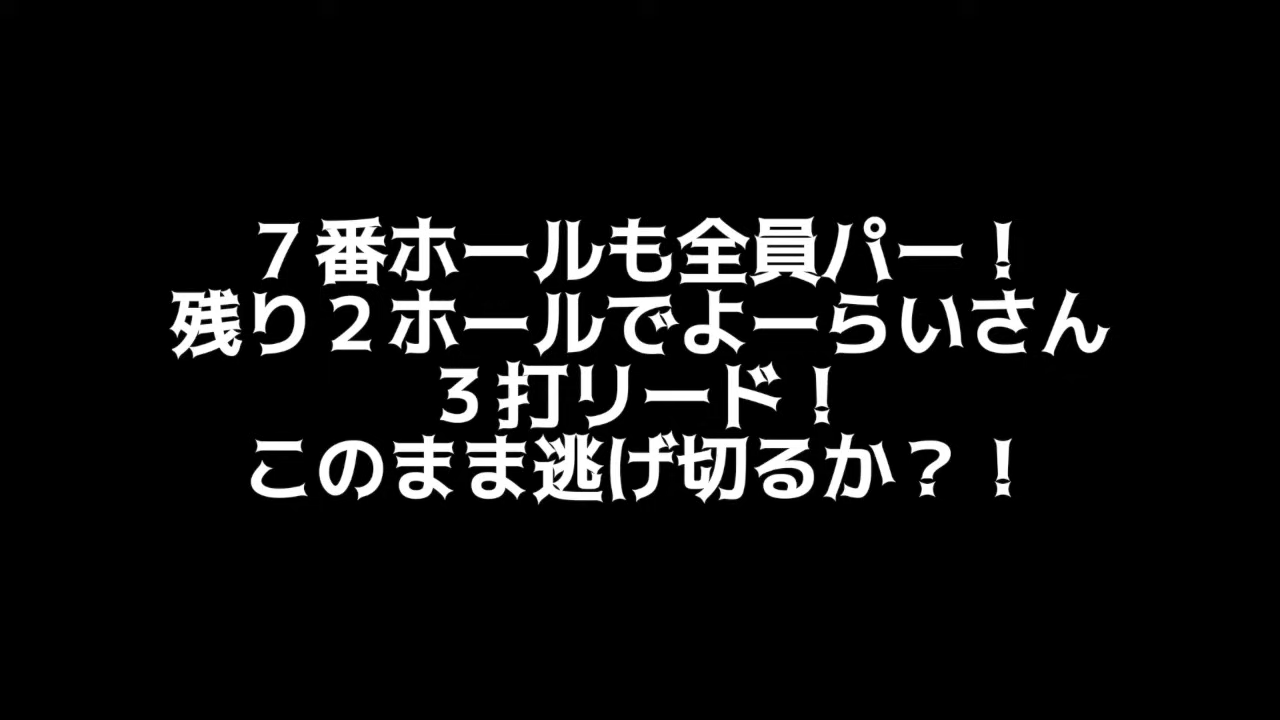 ７番ホールも全員パー！
残り２ホールでよーらいさん
３打リード！
このまま逃げ切るか？！